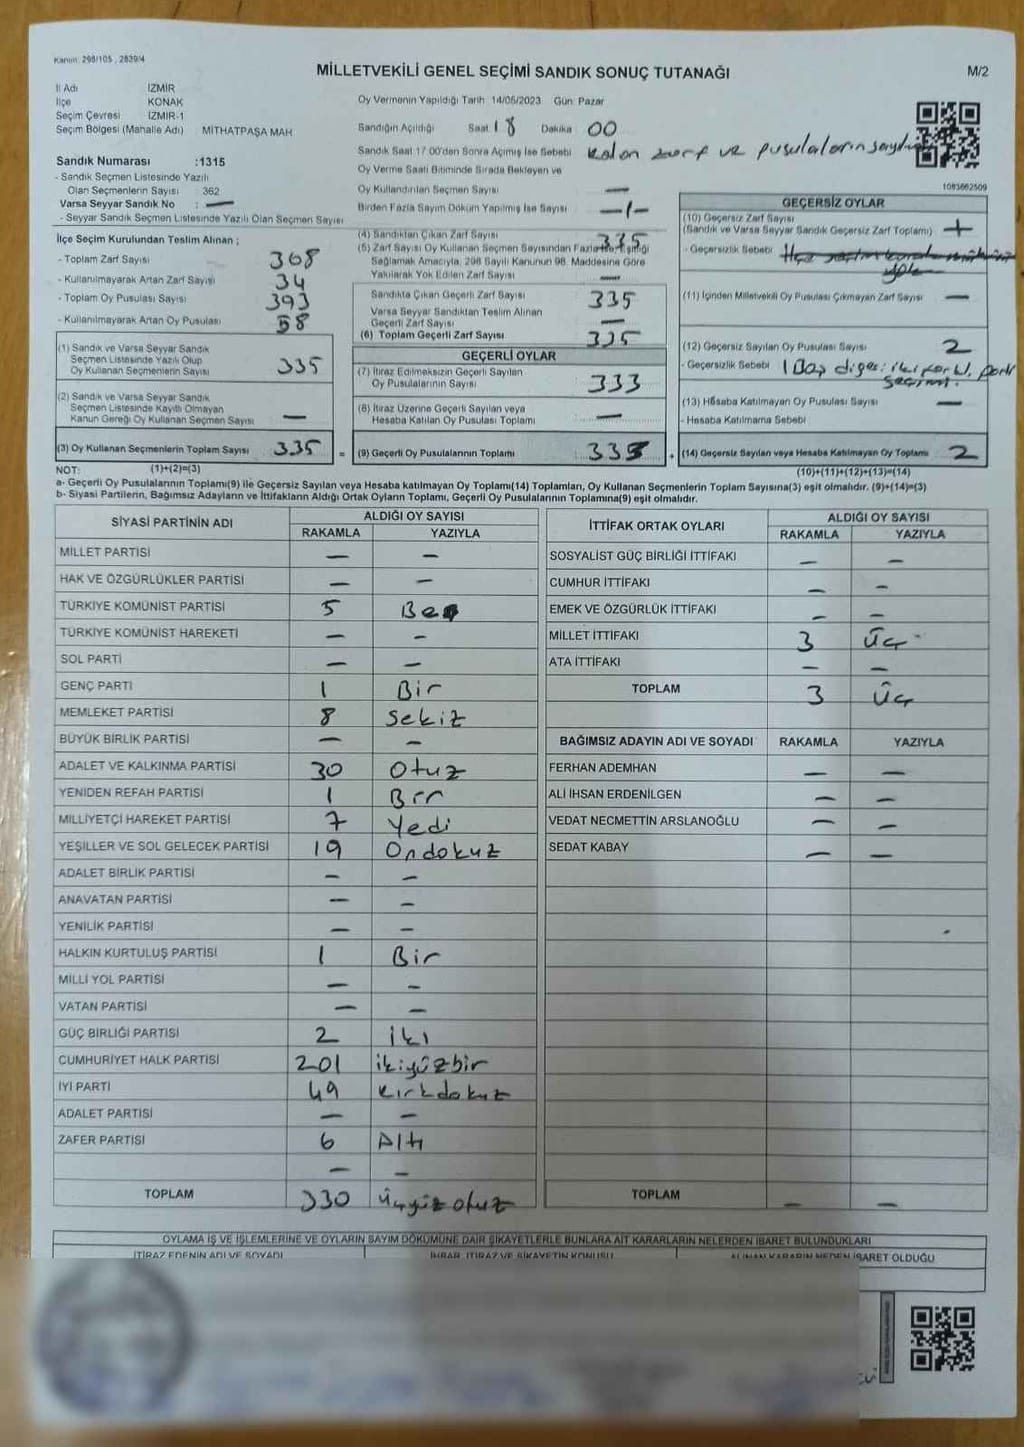 Kanun: 298/105 , 2839/4
MİLLETVEKİLİ GENEL SEÇİMİ SANDIK SONUÇ TUTANAĞI
M/2
İl Adı İZMİR
İlçe KONAK
Seçim Çevresi İZMİR-1
Seçim Bölgesi (Mahalle Adı) MİTHATPAŞA MAH
Oy Vermenin Yapıldığı Tarih 14/05/2023 Gün Pazar
Sandığın Açıldığı Saat 18 Dakika 00
Sandık Saat 17 00'den Sonra Açılmış İse Sebebi Kalan zarf ve pusulaların sayılması
Oy Verme Saati Bitiminde Sırada Bekleyen ve
Oy Kullandırılan Seçmen Sayısı —
Birden Fazla Sayım Döküm Yapılmış İse Sayısı —1—
Sandık Numarası :1315
- Sandık Seçmen Listesinde Yazılı
Olan Seçmenlerin Sayısı : 362
Varsa Seyyar Sandık No : —
- Seyyar Sandık Seçmen Listesinde Yazılı Olan Seçmen Sayısı
1083662509
İlçe Seçim Kurulundan Teslim Alınan ;
- Toplam Zarf Sayısı 368
- Kullanılmayarak Artan Zarf Sayısı 34
- Toplam Oy Pusulası Sayısı 393
- Kullanılmayarak Artan Oy Pusulası 58
(1) Sandık ve Varsa Seyyar Sandık
Seçmen Listesinde Yazılı Olup
Oy Kullanan Seçmenlerin Sayısı 335
(2) Sandık ve Varsa Seyyar Sandık
Seçmen Listesinde Kayıtlı Olmayan
Kanun Gereği Oy Kullanan Seçmen Sayısı —
(3) Oy Kullanan Seçmenlerin Toplam Sayısı 335 =
(4) Sandıktan Çıkan Zarf Sayısı 335
(5) Zarf Sayısı Oy Kullanan Seçmen Sayısından Fazla İse Eşitliği
Sağlamak Amacıyla, 298 Sayılı Kanunun 98. Maddesine Göre
Yakılarak Yok Edilen Zarf Sayısı —
Sandıkta Çıkan Geçerli Zarf Sayısı 335
Varsa Seyyar Sandıktan Teslim Alınan
Geçerli Zarf Sayısı —
(6) Toplam Geçerli Zarf Sayısı 335
GEÇERLİ OYLAR
(7) İtiraz Edilmeksizin Geçerli Sayılan
Oy Pusulalarının Sayısı : 333
(8) İtiraz Üzerine Geçerli Sayılan veya
Hesaba Katılan Oy Pusulası Toplamı —
(9) Geçerli Oy Pusulalarının Toplamı 333 +
GEÇERSİZ OYLAR
(10) Geçersiz Zarf Sayısı
(Sandık ve Varsa Seyyar Sandık Geçersiz Zarf Toplamı) —
- Geçersizlik Sebebi
(11) İçinden Milletvekili Oy Pusulası Çıkmayan Zarf Sayısı —
(12) Geçersiz Sayılan Oy Pusulası Sayısı 2
- Geçersizlik Sebebi 1 Boş diğeri iki farklı parti
seçimi.
(13) Hesaba Katılmayan Oy Pusulası Sayısı —
- Hesaba Katılmama Sebebi
(14) Geçersiz Sayılan veya Hesaba Katılmayan Oy Toplamı 2
NOT: (1)+(2)=(3)
(10)+(11)+(12)+(13)=(14)
a- Geçerli Oy Pusulalarının Toplamı(9) ile Geçersiz Sayılan veya Hesaba katılmayan Oy Toplamı(14) Toplamları, Oy Kullanan Seçmenlerin Toplam Sayısına(3) eşit olmalıdır. (9)+(14)=(3)
b- Siyasi Partilerin, Bağımsız Adayların ve İttifakların Aldığı Ortak Oyların Toplamı, Geçerli Oy Pusulalarının Toplamına(9) eşit olmalıdır.
SİYASİ PARTİNİN ADI ALDIĞI OY SAYISI
RAKAMLA YAZIYLA
MİLLET PARTİSİ — —
HAK VE ÖZGÜRLÜKLER PARTİSİ — —
TÜRKİYE KOMÜNİST PARTİSİ 5 Beş
TÜRKİYE KOMÜNİST HAREKETİ — —
SOL PARTİ — —
GENÇ PARTİ 1 Bir
MEMLEKET PARTİSİ 8 Sekiz
BÜYÜK BİRLİK PARTİSİ — —
ADALET VE KALKINMA PARTİSİ 30 Otuz
YENİDEN REFAH PARTİSİ 1 Bir
MİLLİYETÇİ HAREKET PARTİSİ 7 Yedi
YEŞİLLER VE SOL GELECEK PARTİSİ 19 Ondokuz
ADALET BİRLİK PARTİSİ — —
ANAVATAN PARTİSİ — —
YENİLİK PARTİSİ — —
HALKIN KURTULUŞ PARTİSİ 1 Bir
MİLLİ YOL PARTİSİ — —
VATAN PARTİSİ — —
GÜÇ BİRLİĞİ PARTİSİ 2 İki
CUMHURİYET HALK PARTİSİ 201 ikiyüzbir
İYİ PARTİ 49 Kırkdokuz
ADALET PARTİSİ — —
ZAFER PARTİSİ 6 Altı
— —
TOPLAM 330 Üçyüz otuz
İTTİFAK ORTAK OYLARI ALDIĞI OY SAYISI
RAKAMLA YAZIYLA
SOSYALİST GÜÇ BİRLİĞİ İTTİFAKI — —
CUMHUR İTTİFAKI — —
EMEK VE ÖZGÜRLÜK İTTİFAKI — —
MİLLET İTTİFAKI 3 Üç
ATA İTTİFAKI — —
TOPLAM 3 Üç
BAĞIMSIZ ADAYIN ADI VE SOYADI RAKAMLA YAZIYLA
FERHAN ADEMHAN — —
ALİ İHSAN ERDENİLGEN — —
VEDAT NECMETTİN ARSLANOĞLU — —
SEDAT KABAY — —
TOPLAM — —
OYLAMA İŞ VE İŞLEMLERİNE VE OYLARIN SAYIM DÖKÜMÜNE DAİR ŞİKAYETLERLE BUNLARA AİT KARARLARIN NELERDEN İBARET BULUNDUKLARI
İTİRAZ EDENİN ADI VE SOYADI İHBAR, İTİRAZ VE ŞİKAYETİN KONUSU ALINAN KARARIN NEDEN İBARET OLDUĞU